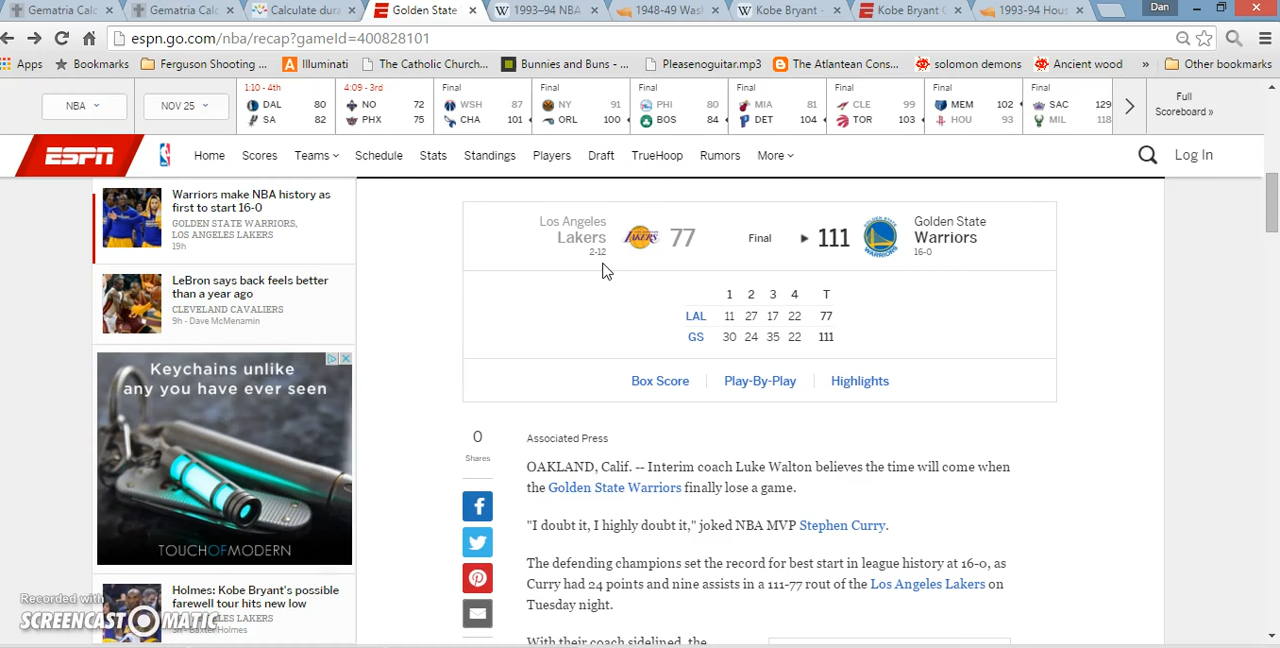 Gematria Calc
Gematria Calc
Calculate dura
Golden State
1993–94 NBA
1948-49 Wash
Kobe Bryant -
Kobe Bryant C
1993-94 Hous
Dan
espn.go.com/nba/recap?gameId=400828101
Apps
Bookmarks
Ferguson Shooting ...
Illuminati
The Catholic Church...
Bunnies and Buns - ...
Pleasenoguitar.mp3
The Atlantean Cons...
solomon demons
Ancient wood
»
Other bookmarks
NBA
NOV 25
1:10 - 4th
DAL 80
SA 82
4:09 - 3rd
NO 72
PHX 75
Final
WSH 87
CHA 101
Final
NY 91
ORL 100
Final
PHI 80
BOS 84
Final
MIA 81
DET 104
Final
CLE 99
TOR 103
Final
MEM 102
HOU 93
Final
SAC 129
MIL 118
Full
Scoreboard »
ESPN
Home
Scores
Teams
Schedule
Stats
Standings
Players
Draft
TrueHoop
Rumors
More
Log In
Warriors make NBA history as
first to start 16-0
GOLDEN STATE WARRIORS,
LOS ANGELES LAKERS
19h
LeBron says back feels better
than a year ago
CLEVELAND CAVALIERS
9h - Dave McMenamin
Keychains unlike
any you have ever seen
TOUCHOFMODERN
Holmes: Kobe Bryant's possible
farewell tour hits new low
5h - Baxter Holmes
Recorded with
SCREENCAST-O-MATIC
Los Angeles
Lakers
2-12
LAKERS
77
Final
111
Golden State
Warriors
16-0
1 2 3 4 T
LAL 11 27 17 22 77
GS 30 24 35 22 111
Box Score
Play-By-Play
Highlights
0
Shares
Associated Press
OAKLAND, Calif. -- Interim coach Luke Walton believes the time will come when
the Golden State Warriors finally lose a game.
"I doubt it, I highly doubt it," joked NBA MVP Stephen Curry.
The defending champions set the record for best start in league history at 16-0, as
Curry had 24 points and nine assists in a 111-77 rout of the Los Angeles Lakers on
Tuesday night.
With their coach sidelined, the